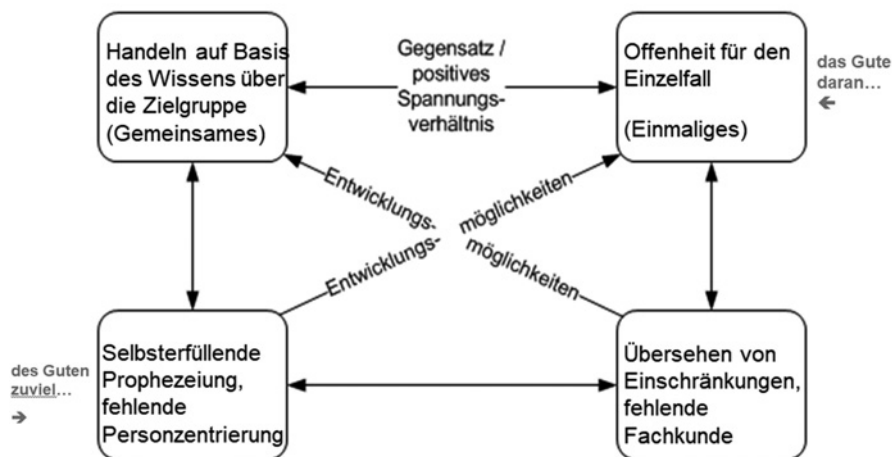 Handeln auf Basis
des Wissens über
die Zielgruppe
(Gemeinsames)
Gegensatz /
positives
Spannungs-
verhältnis
Offenheit für den
Einzelfall
(Einmaliges)
das Gute
daran…
←
Entwicklungs- möglichkeiten
Entwicklungs- möglichkeiten
des Guten
zuviel…
→
Selbsterfüllende
Prophezeiung,
fehlende
Personzentrierung
Übersehen von
Einschränkungen,
fehlende
Fachkunde